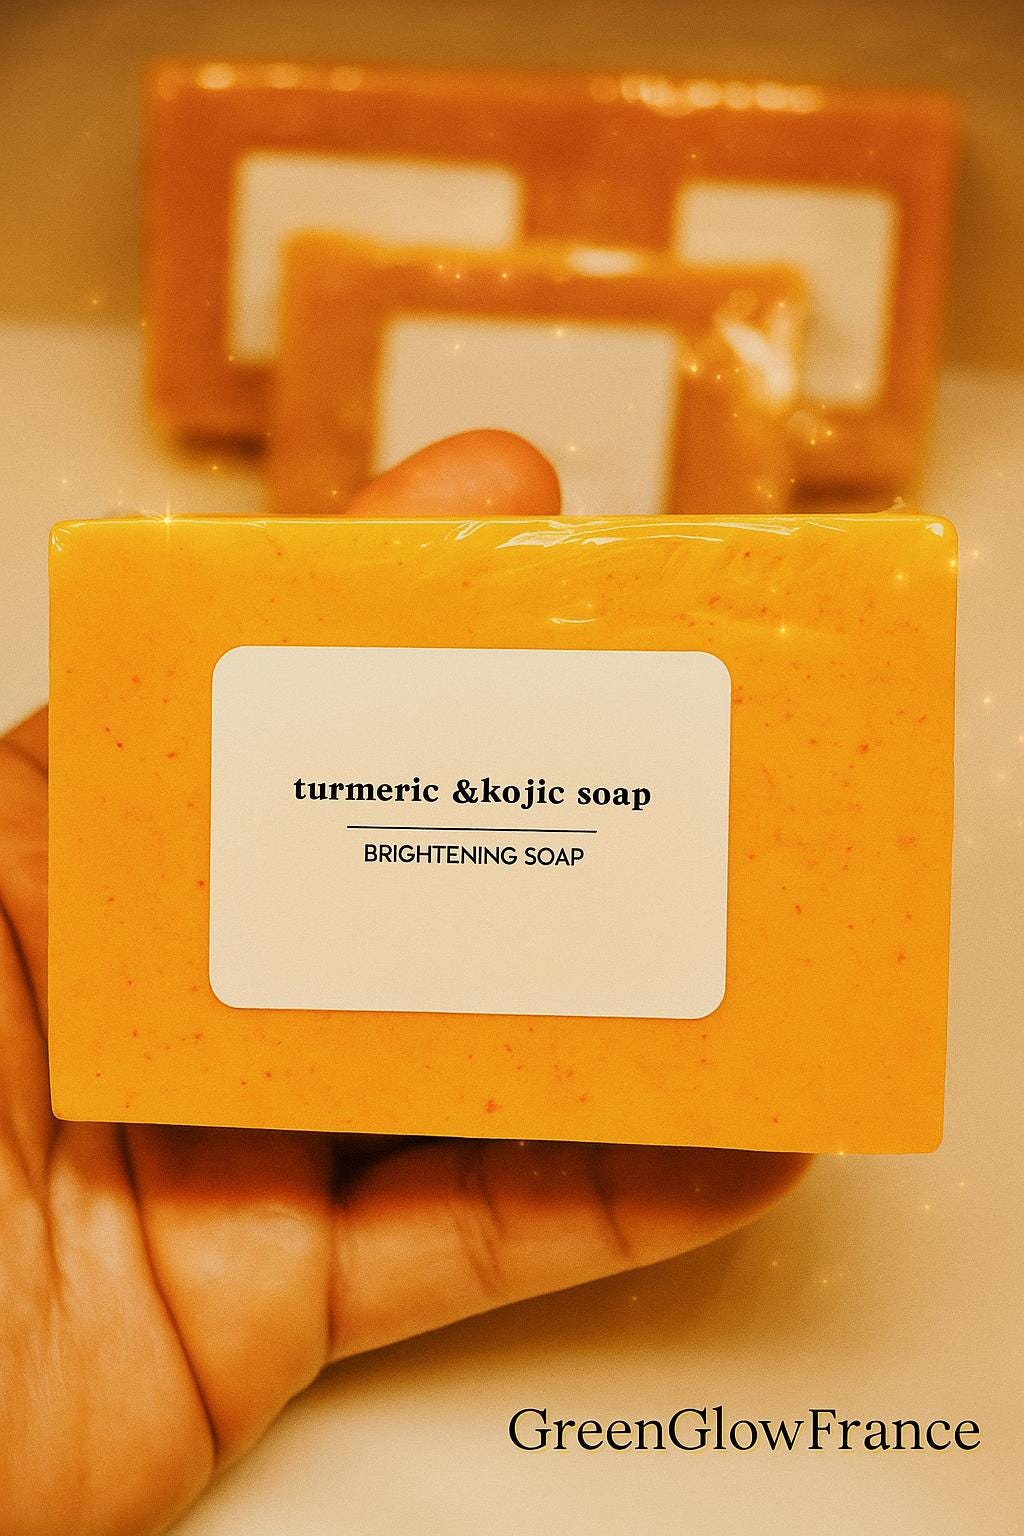 turmeric &kojic soap
BRIGHTENING SOAP
GreenGlowFrance